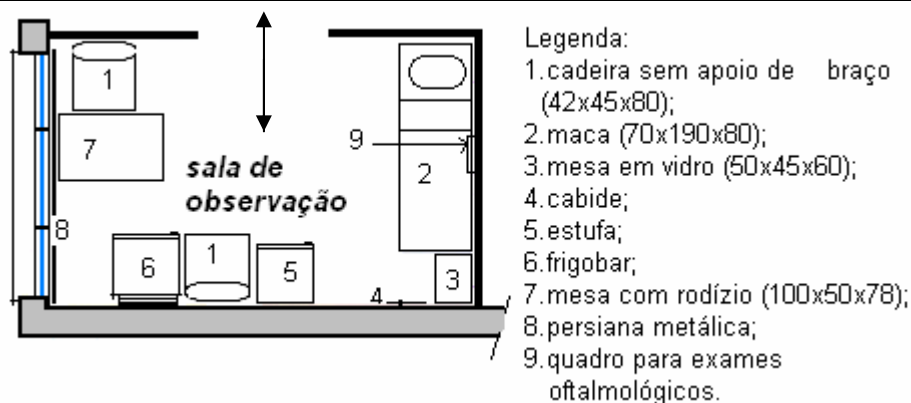 1
7
sala de
observação
9
2
8
6
1
5
4
3
Legenda:
1.cadeira sem apoio de braço
(42x45x80);
2.maca (70x190x80);
3.mesa em vidro (50x45x60);
4.cabide;
5.estufa;
6.frigobar;
7.mesa com rodízio (100x50x78);
8.persiana metálica;
9.quadro para exames
oftalmológicos.